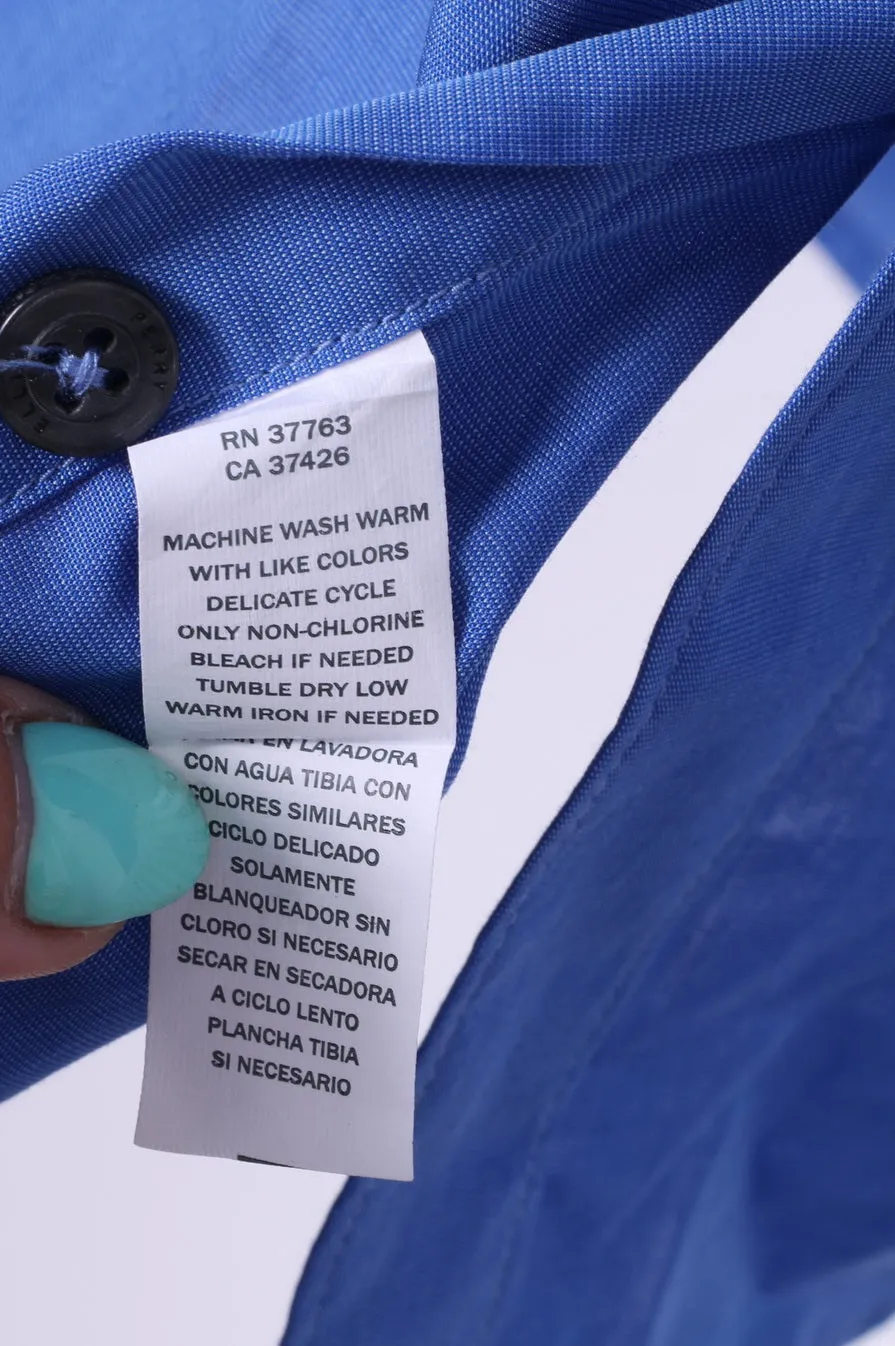 PERRY
RN 37763
CA 37426
MACHINE WASH WARM
WITH LIKE COLORS
DELICATE CYCLE
ONLY NON-CHLORINE
BLEACH IF NEEDED
TUMBLE DRY LOW
WARM IRON IF NEEDED
EN LAVADORA
CON AGUA TIBIA CON
COLORES SIMILARES
CICLO DELICADO
SOLAMENTE
BLANQUEADOR SIN
CLORO SI NECESARIO
SECAR EN SECADORA
A CICLO LENTO
PLANCHA TIBIA
SI NECESARIO